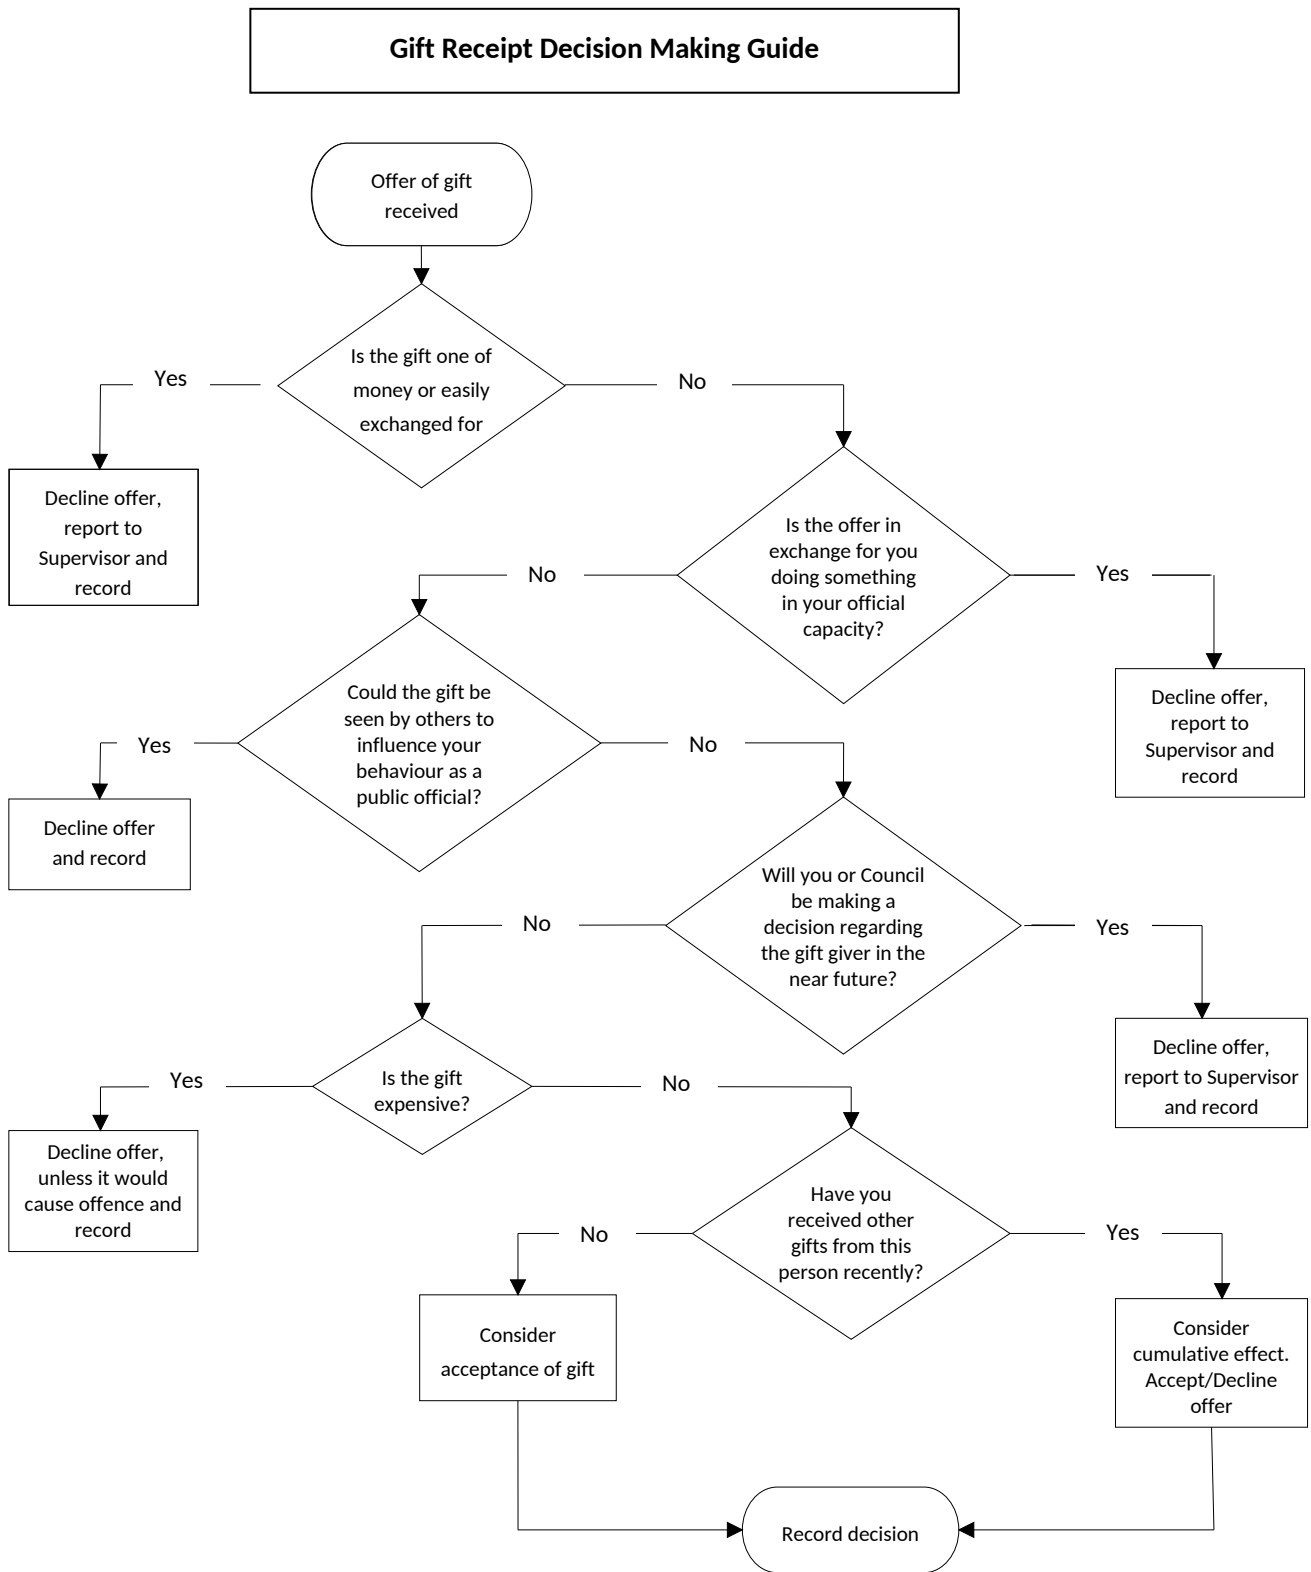 Gift Receipt Decision Making Guide
Offer of gift
received
Is the gift one of
money or easily
exchanged for
Yes
No
Decline offer,
report to
Supervisor and
record
Is the offer in
exchange for you
doing something
in your official
capacity?
No
Yes
Decline offer,
report to
Supervisor and
record
Could the gift be
seen by others to
influence your
behaviour as a
public official?
Yes
No
Decline offer
and record
Will you or Council
be making a
decision regarding
the gift giver in the
near future?
No
Yes
Decline offer,
report to Supervisor
and record
Is the gift
expensive?
Yes
No
Decline offer,
unless it would
cause offence and
record
Have you
received other
gifts from this
person recently?
No
Yes
Consider
acceptance of gift
Consider
cumulative effect.
Accept/Decline
offer
Record decision